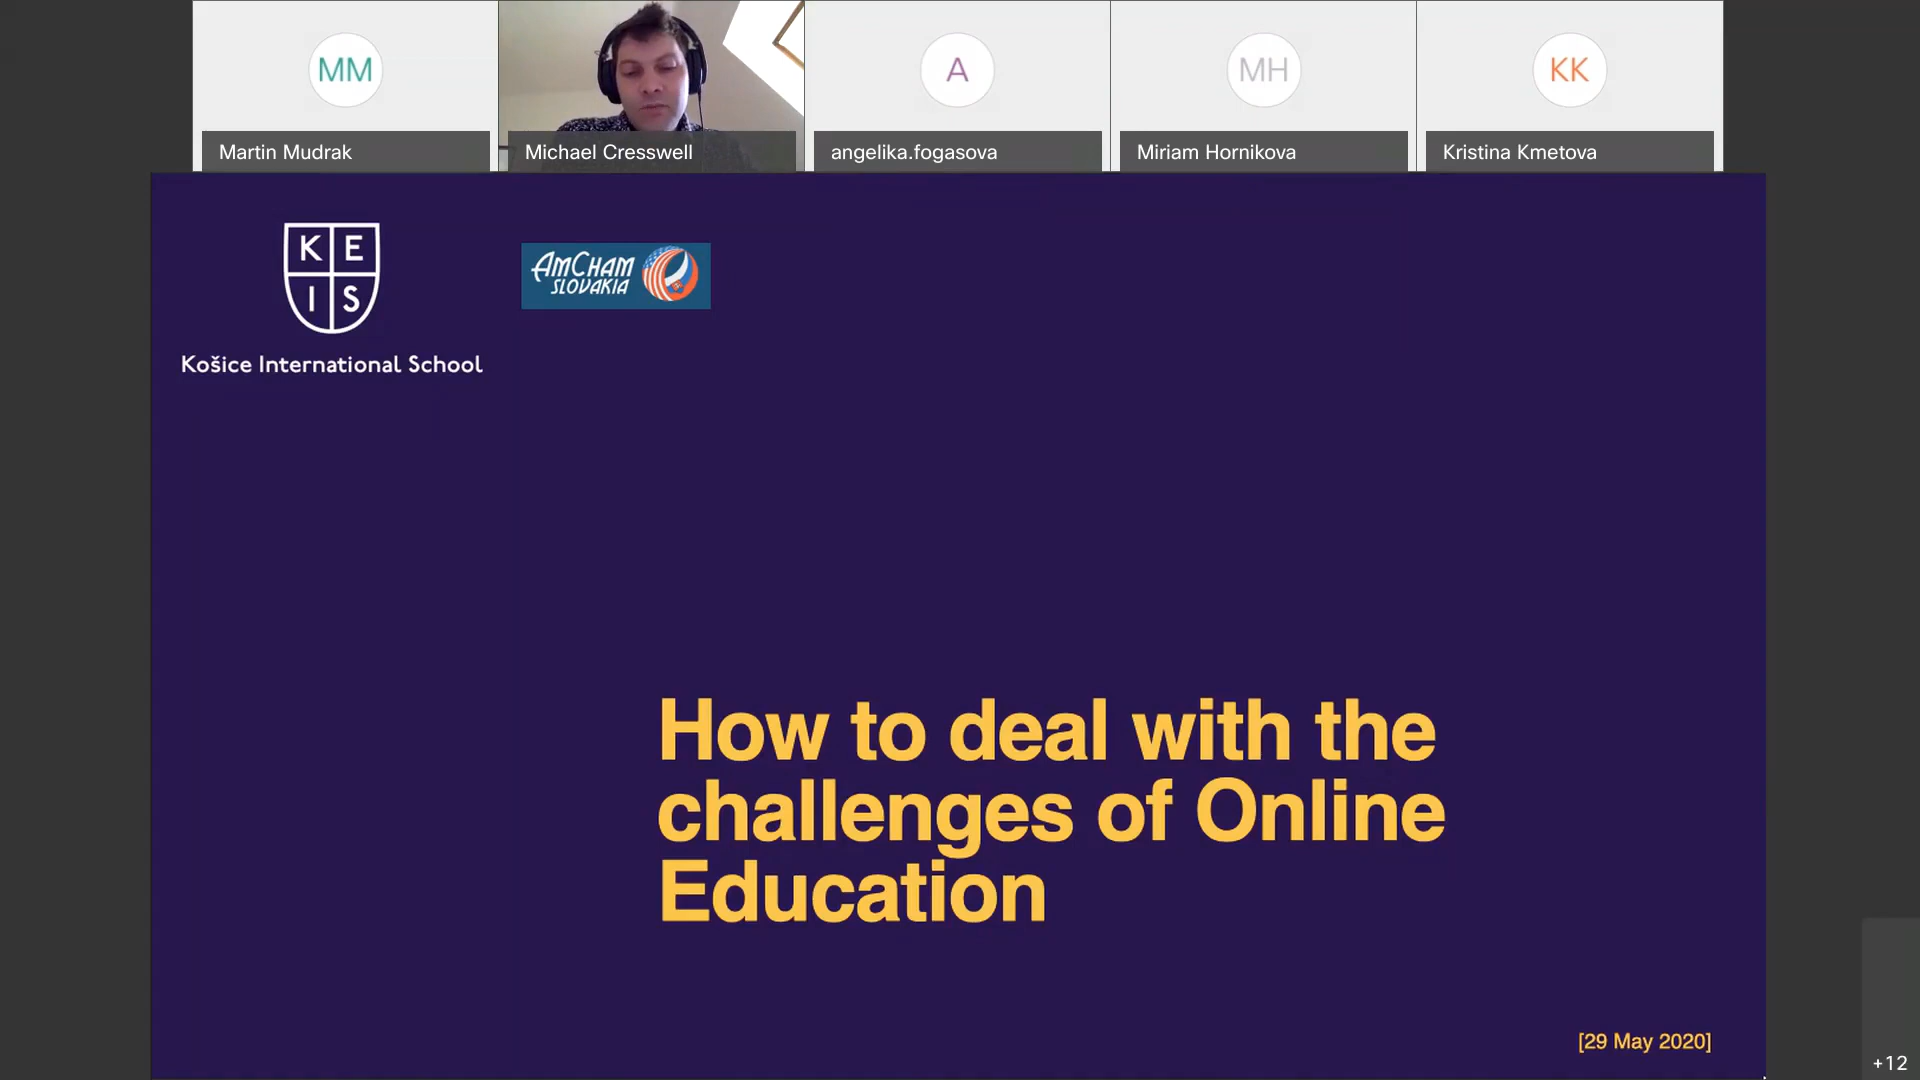 MM
Martin Mudrak
Michael Cresswell
A
angelika.fogasova
MH
Miriam Hornikova
KK
Kristina Kmetova
K E
I S
Košice International School
AMCHAM
SLOVAKIA
How to deal with the
challenges of Online
Education
[29 May 2020]
+12